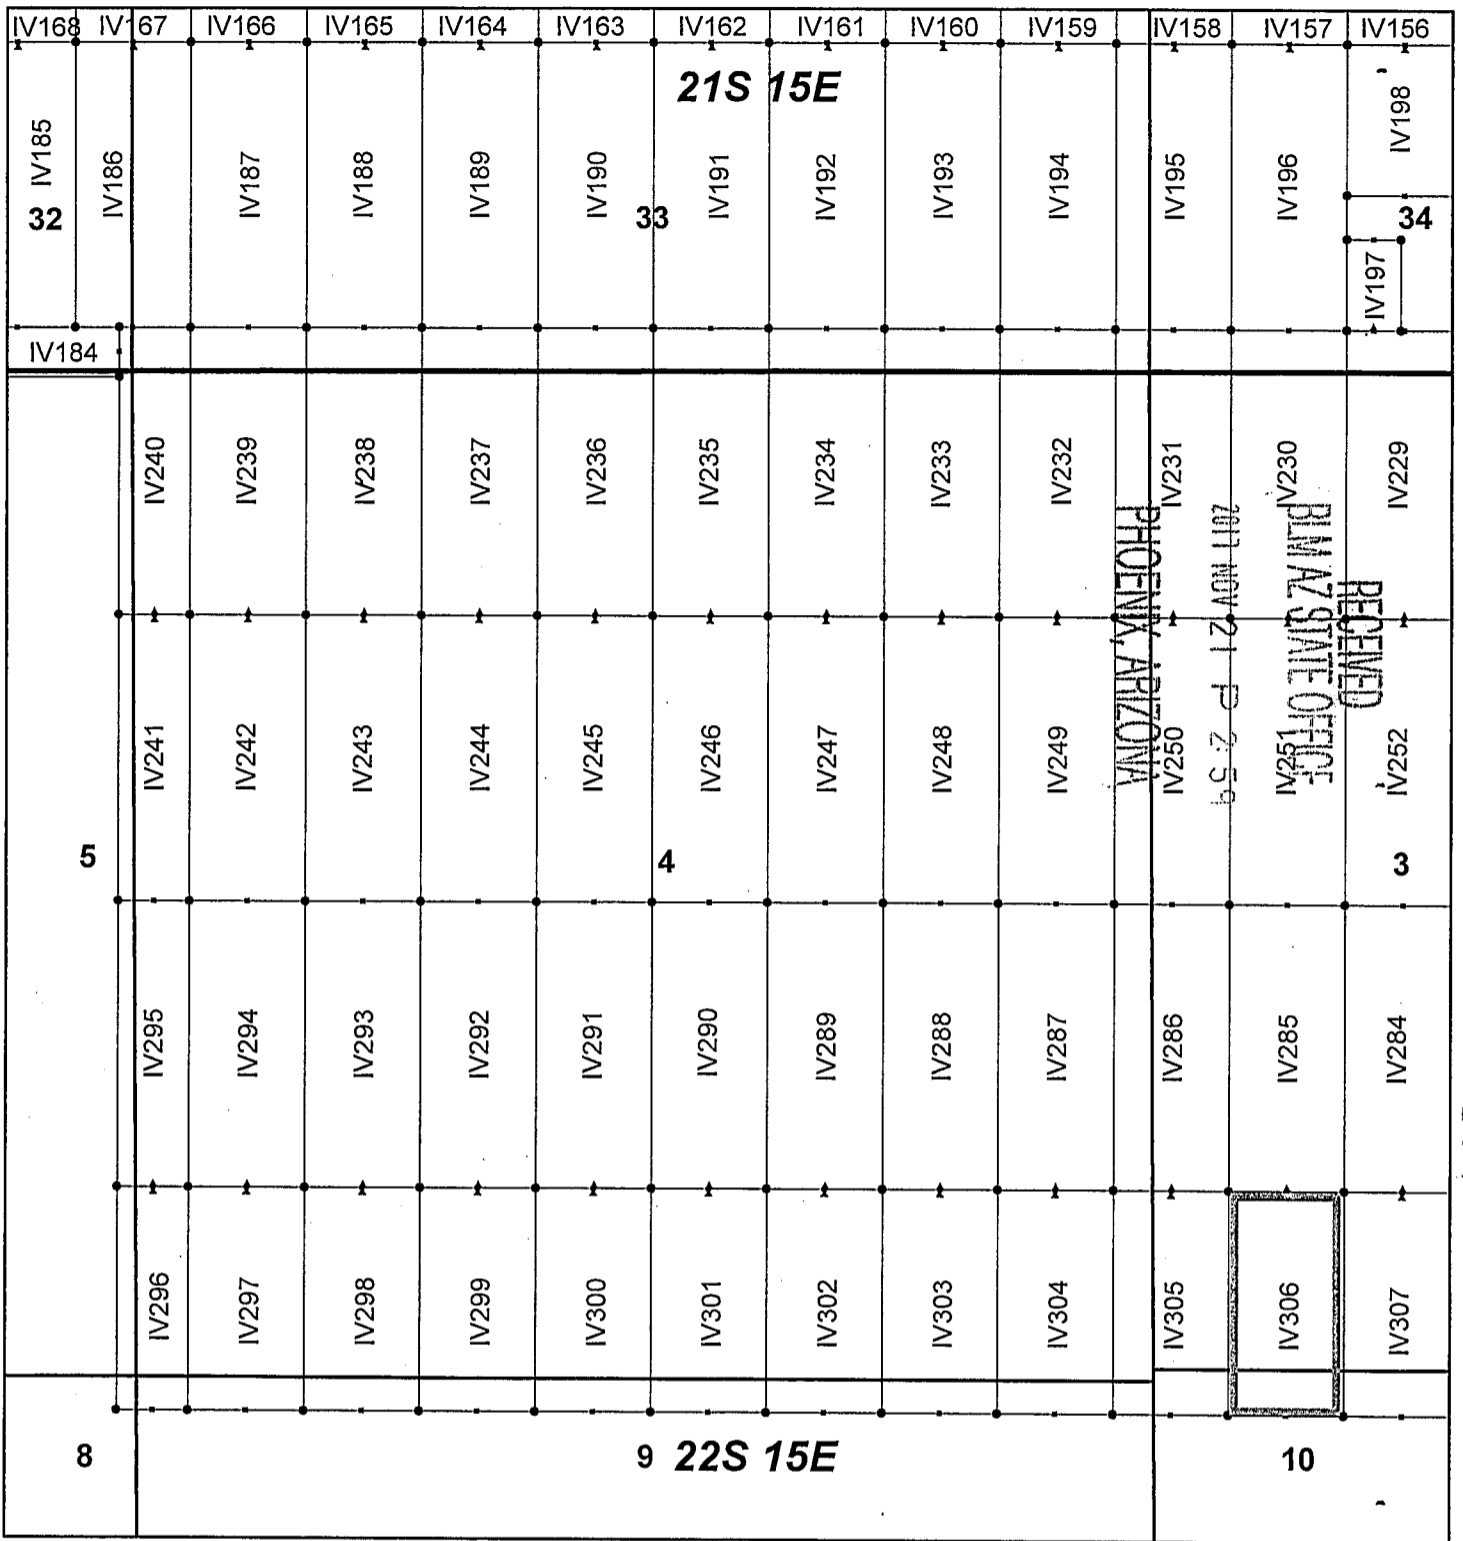 IV168 IV167 IV166 IV165 IV164 IV163 IV162 IV161 IV160 IV159 IV158 IV157 IV156
21S 15E
IV185 IV186 IV187 IV188 IV189 IV190 IV191 IV192 IV193 IV194 IV195 IV196 IV198
32 33 34
IV197
IV184
IV240 IV239 IV238 IV237 IV236 IV235 IV234 IV233 IV232 IV231 IV230 IV229
RECEIVED
BLM AZ STATE OFFICE
2017 NOV 21 P 2:59
PHOENIX, ARIZONA
IV241 IV242 IV243 IV244 IV245 IV246 IV247 IV248 IV249 IV250 IV251 IV252
5 4 3
IV295 IV294 IV293 IV292 IV291 IV290 IV289 IV288 IV287 IV286 IV285 IV284
IV296 IV297 IV298 IV299 IV300 IV301 IV302 IV303 IV304 IV305 IV306 IV307
8 9 22S 15E 10